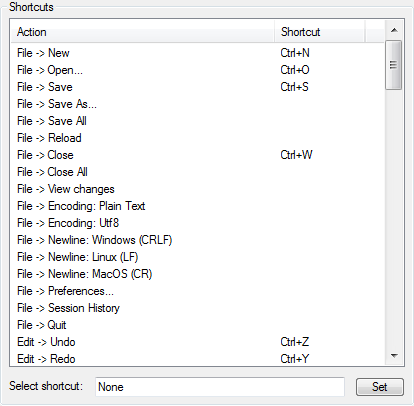 Shortcuts
Action Shortcut
File -> New Ctrl+N
File -> Open... Ctrl+O
File -> Save Ctrl+S
File -> Save As...
File -> Save All
File -> Reload
File -> Close Ctrl+W
File -> Close All
File -> View changes
File -> Encoding: Plain Text
File -> Encoding: Utf8
File -> Newline: Windows (CRLF)
File -> Newline: Linux (LF)
File -> Newline: MacOS (CR)
File -> Preferences...
File -> Session History
File -> Quit
Edit -> Undo Ctrl+Z
Edit -> Redo Ctrl+Y
Select shortcut: None Set